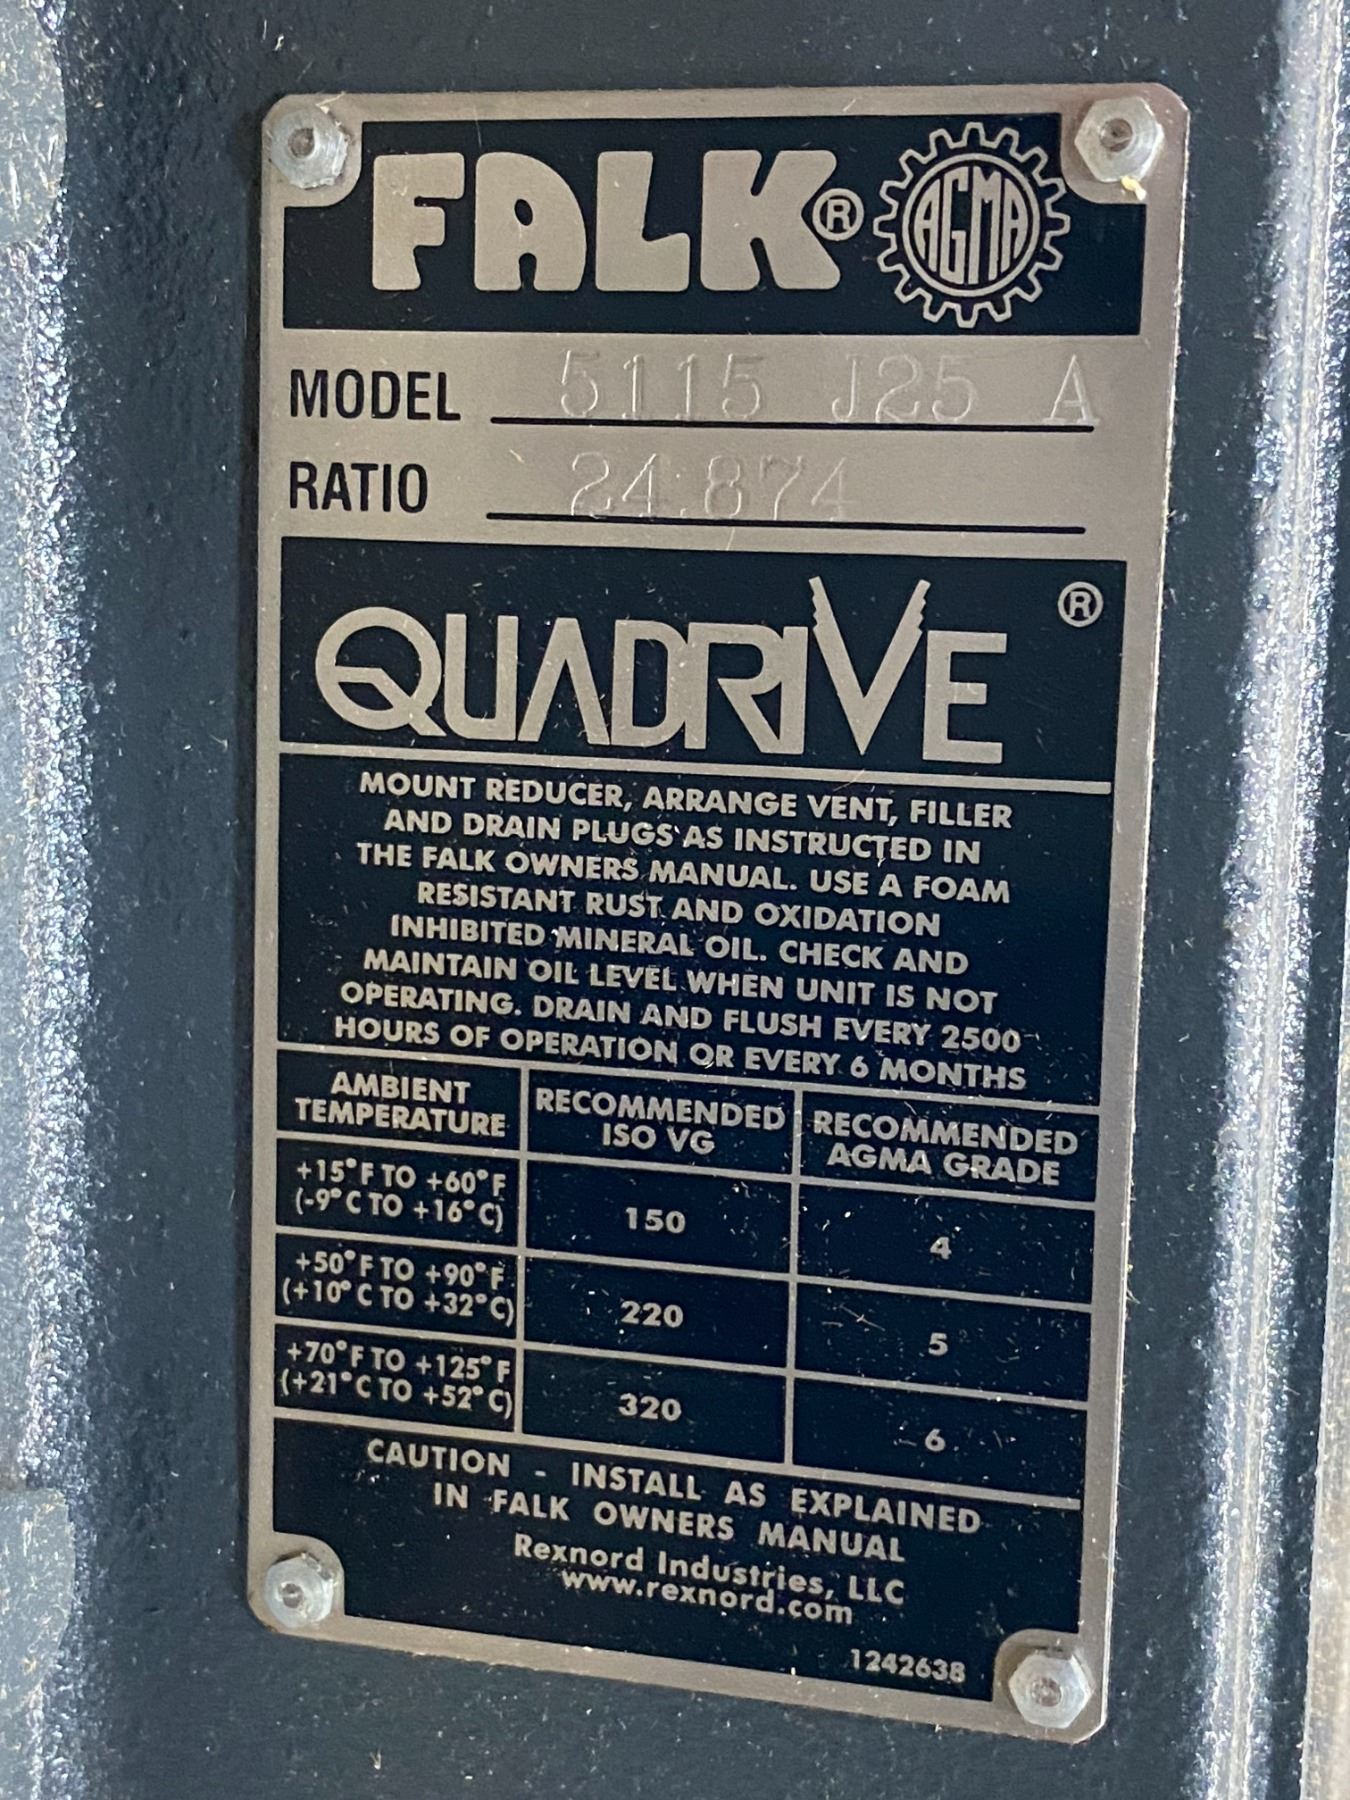 FALK® AGMA
MODEL 5115 J25 A
RATIO 24.874
QUADRIVE®
MOUNT REDUCER, ARRANGE VENT, FILLER
AND DRAIN PLUGS AS INSTRUCTED IN
THE FALK OWNERS MANUAL. USE A FOAM
RESISTANT RUST AND OXIDATION
INHIBITED MINERAL OIL. CHECK AND
MAINTAIN OIL LEVEL WHEN UNIT IS NOT
OPERATING. DRAIN AND FLUSH EVERY 2500
HOURS OF OPERATION OR EVERY 6 MONTHS
AMBIENT
TEMPERATURE
RECOMMENDED
ISO VG
RECOMMENDED
AGMA GRADE
+15°F TO +60°F
(-9°C TO +16°C)
150
4
+50°F TO +90°F
(+10°C TO +32°C)
220
5
+70°F TO +125°F
(+21°C TO +52°C)
320
6
CAUTION - INSTALL AS EXPLAINED
IN FALK OWNERS MANUAL
Rexnord Industries, LLC
www.rexnord.com
1242638